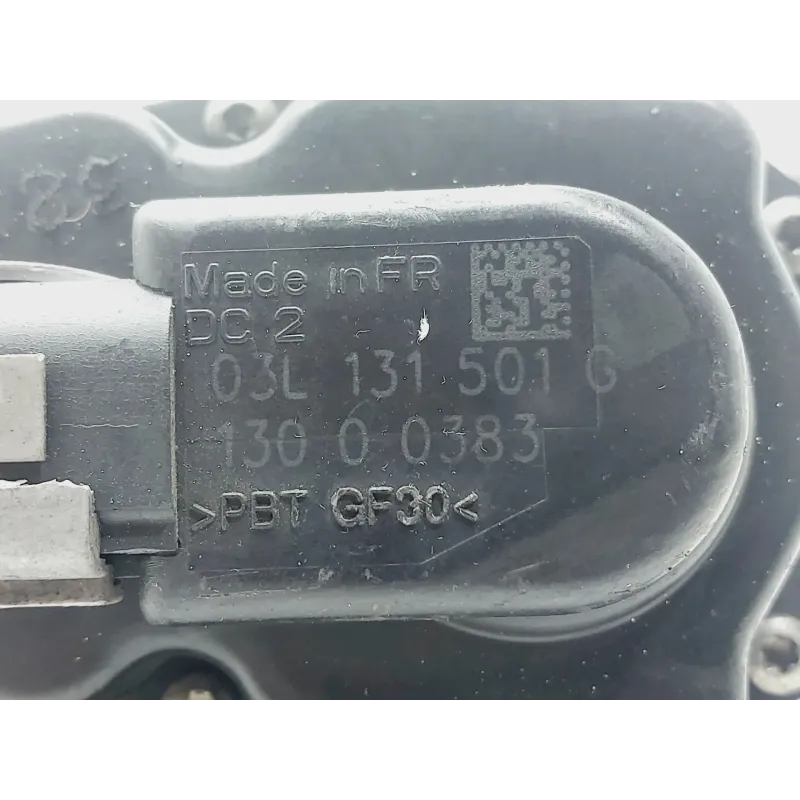 Made in FR
DC 2
03L 131 501 G
130 0 0383
>PBT GF30<